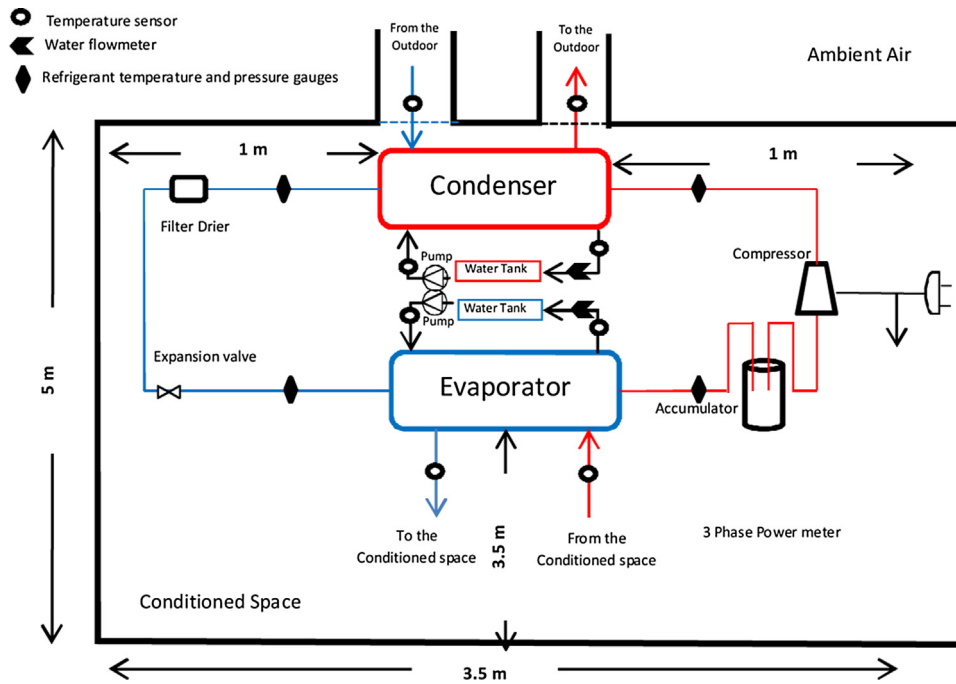 Temperature sensor
Water flowmeter
Refrigerant temperature and pressure gauges
From the
Outdoor
To the
Outdoor
Ambient Air
1 m
1 m
Condenser
Filter Drier
Pump
Water Tank
Compressor
Water Tank
Pump
Expansion valve
Evaporator
Accumulator
5 m
To the
Conditioned space
3.5 m
From the
Conditioned space
3 Phase Power meter
Conditioned Space
3.5 m